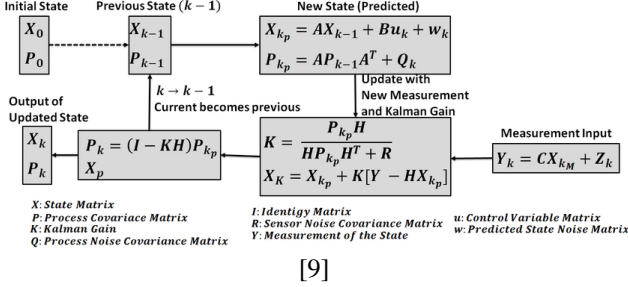 Initial State
Previous State (k − 1)
New State (Predicted)
X₀
P₀
Xₖ₋₁
Pₖ₋₁
Xₖₚ = AXₖ₋₁ + Buₖ + wₖ
Pₖₚ = APₖ₋₁Aᵀ + Qₖ
k → k − 1
Current becomes previous
Update with
New Measurement
and Kalman Gain
Output of
Updated State
Xₖ
Pₖ
Pₖ = (I − KH)Pₖₚ
Xₚ
K = PₖₚH / HPₖₚHᵀ + R
X_K = Xₖₚ + K[Y − HXₖₚ]
Measurement Input
Yₖ = CXₖ_M + Zₖ
X: State Matrix
P: Process Covariace Matrix
K: Kalman Gain
Q: Process Noise Covariance Matrix
I: Identigy Matrix
R: Sensor Noise Covariance Matrix
Y: Measurement of the State
u: Control Variable Matrix
w: Predicted State Noise Matrix
[9]